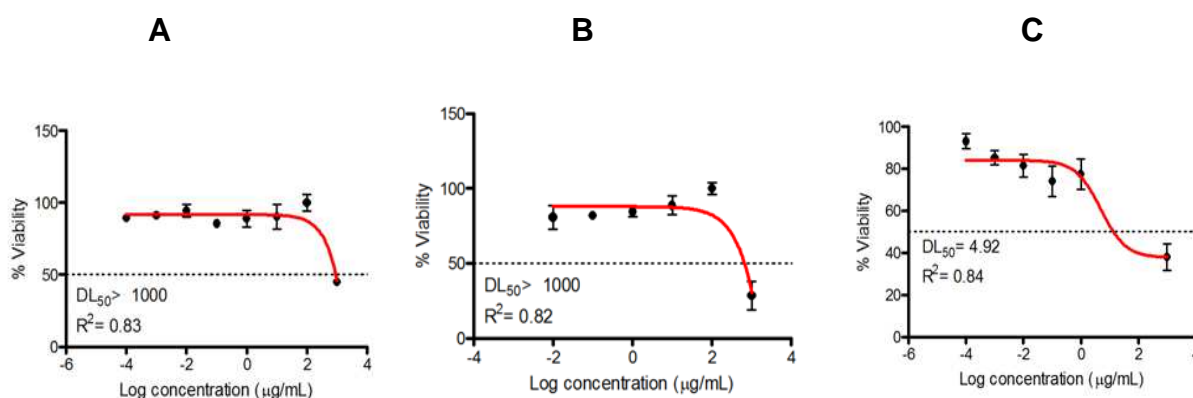 A
B
C
150
100
50
0
% Viability
DL50> 1000
R2= 0.83
-6
-4
-2
0
2
4
Log concentration (µg/mL)
150
100
50
0
% Viability
DL50> 1000
R2= 0.82
-4
-2
0
2
4
Log concentration (µg/mL)
100
80
60
40
20
0
% Viability
DL50= 4.92
R2= 0.84
-6
-4
-2
0
2
4
Log concentration (µg/mL)